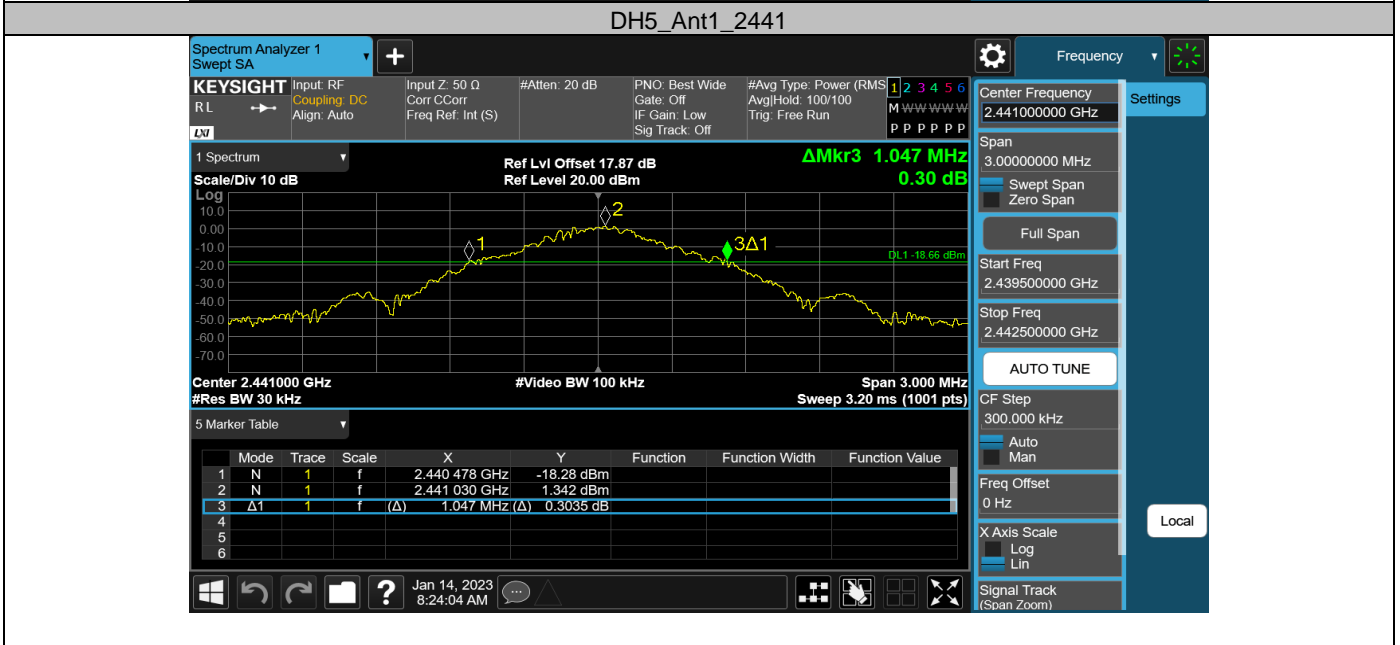 DH5_Ant1_2441
Spectrum Analyzer 1
Swept SA
Frequency
KEYSIGHT
R L
LXI
Input: RF
Coupling: DC
Align: Auto
Input Z: 50 Ω
Corr CCorr
Freq Ref: Int (S)
#Atten: 20 dB
PNO: Best Wide
Gate: Off
IF Gain: Low
Sig Track: Off
#Avg Type: Power (RMS
Avg|Hold: 100/100
Trig: Free Run
1 2 3 4 5 6
M W W W W W
P P P P P P
1 Spectrum
Scale/Div 10 dB
Ref Lvl Offset 17.87 dB
Ref Level 20.00 dBm
ΔMkr3 1.047 MHz
0.30 dB
Log
10.0
0.00
-10.0
-20.0
-30.0
-40.0
-50.0
-60.0
-70.0
1
2
3Δ1
DL1 -18.66 dBm
Center 2.441000 GHz
#Res BW 30 kHz
#Video BW 100 kHz
Span 3.000 MHz
Sweep 3.20 ms (1001 pts)
5 Marker Table
Mode Trace Scale X Y Function Function Width Function Value
1 N 1 f 2.440 478 GHz -18.28 dBm
2 N 1 f 2.441 030 GHz 1.342 dBm
3 Δ1 1 f (Δ) 1.047 MHz (Δ) 0.3035 dB
4
5
6
?
Jan 14, 2023
8:24:04 AM
Center Frequency
2.441000000 GHz
Settings
Span
3.00000000 MHz
Swept Span
Zero Span
Full Span
Start Freq
2.439500000 GHz
Stop Freq
2.442500000 GHz
AUTO TUNE
CF Step
300.000 kHz
Auto
Man
Freq Offset
0 Hz
Local
X Axis Scale
Log
Lin
Signal Track
(Span Zoom)